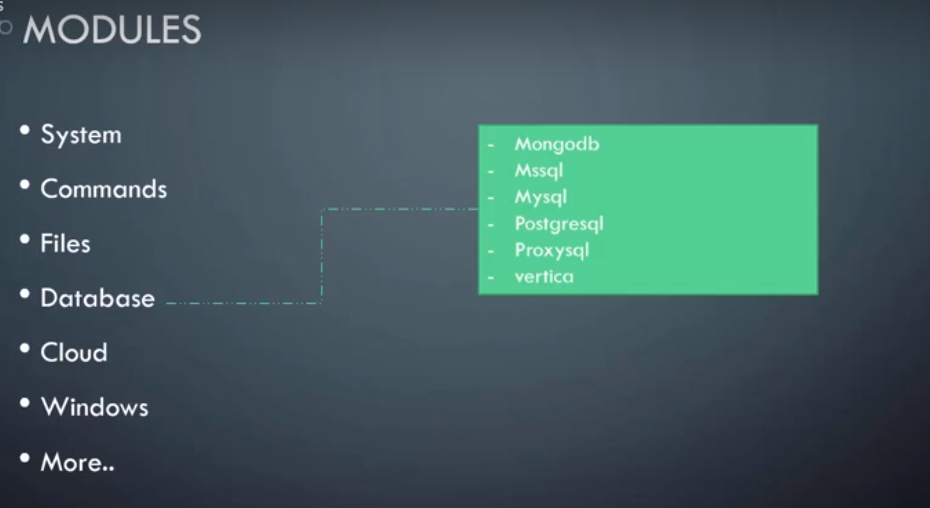 s
MODULES
• System
• Commands
• Files
• Database
• Cloud
• Windows
• More..
- Mongodb
- Mssql
- Mysql
- Postgresql
- Proxysql
- vertica